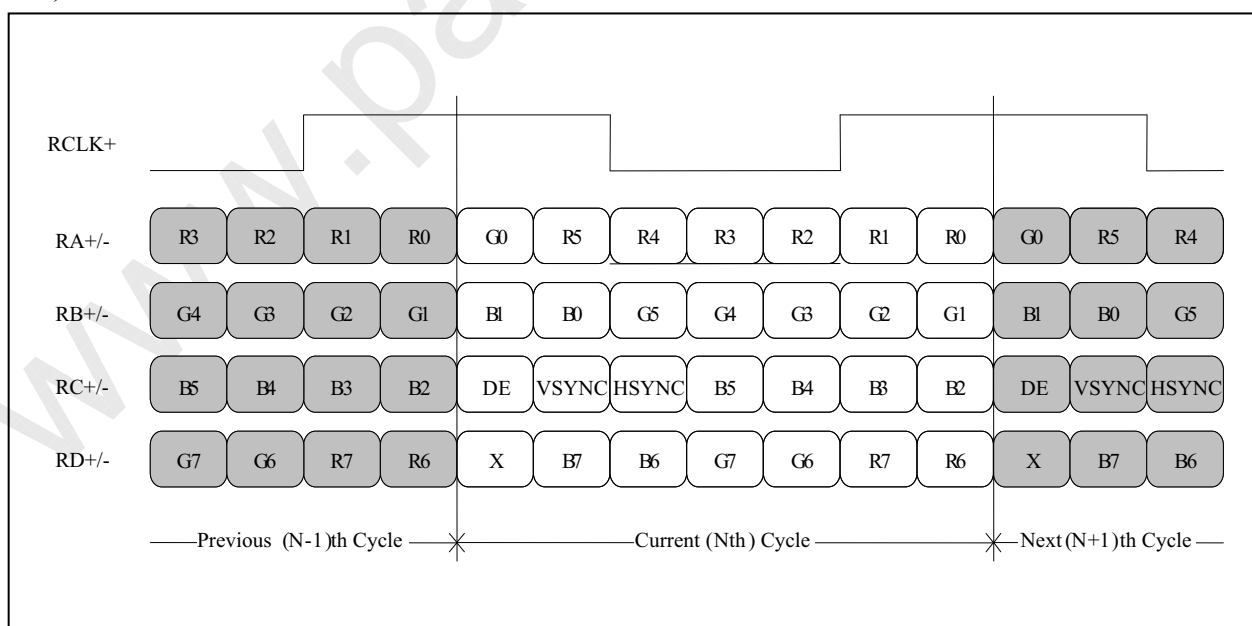 www.pa
RCLK+
RA+/- R3 R2 R1 R0 G0 R5 R4 R3 R2 R1 R0 G0 R5 R4
RB+/- G4 G3 G2 G1 B1 B0 G5 G4 G3 G2 G1 B1 B0 G5
RC+/- B5 B4 B3 B2 DE VSYNC HSYNC B5 B4 B3 B2 DE VSYNC HSYNC
RD+/- G7 G6 R7 R6 X B7 B6 G7 G6 R7 R6 X B7 B6
Previous (N-1)th Cycle Current (Nth) Cycle Next (N+1)th Cycle